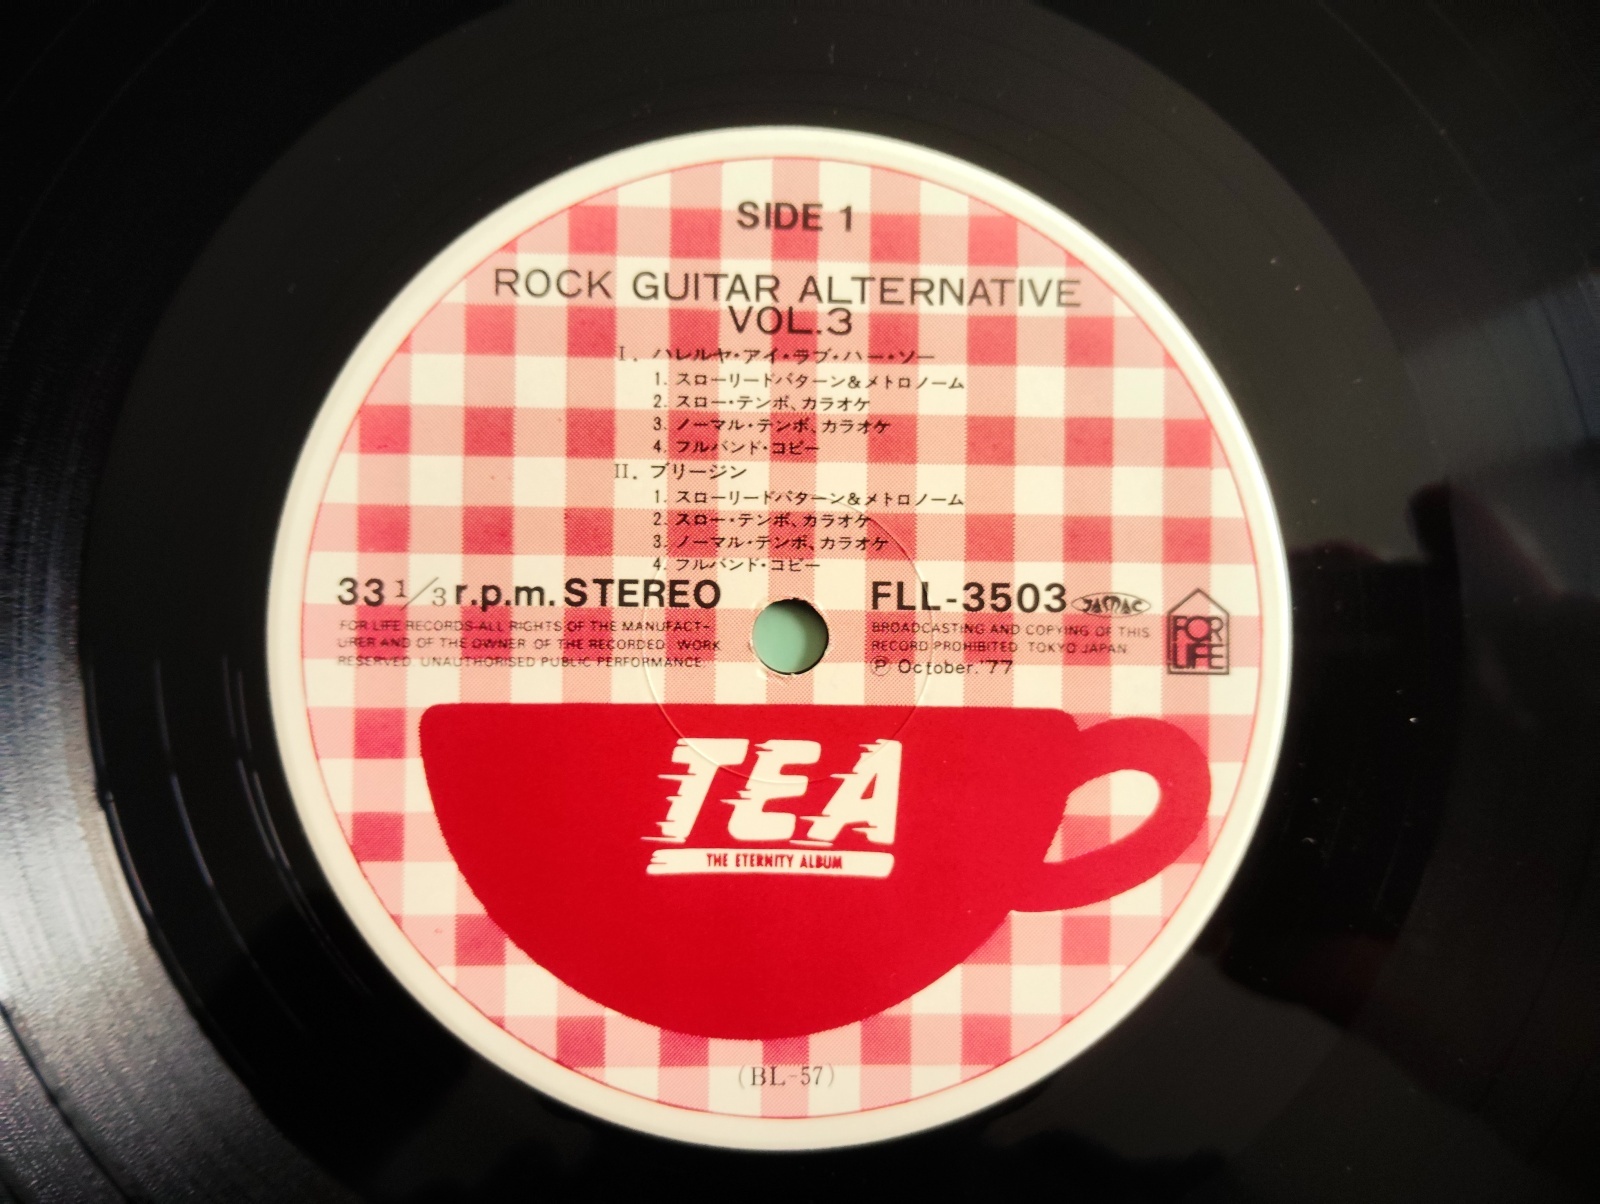 SIDE 1
ROCK GUITAR ALTERNATIVE
VOL.3
I. ハレルヤ・アイ・ラブ・ハー・ソー
1. スローリードパターン&メトロノーム
2. スロー・テンポ、カラオケ
3. ノーマル・テンポ、カラオケ
4. フルバンド・コピー
II. ブリージン
1. スローリードパターン&メトロノーム
2. スロー・テンポ、カラオケ
3. ノーマル・テンポ、カラオケ
4. フルバンド・コピー
33 1/3 r.p.m. STEREO
FOR LIFE RECORDS-ALL RIGHTS OF THE MANUFACT-
URER AND OF THE OWNER OF THE RECORDED WORK
RESERVED. UNAUTHORISED PUBLIC PERFORMANCE
FLL-3503 JASRAC
BROADCASTING AND COPYING OF THIS
RECORD PROHIBITED. TOKYO JAPAN.
Ⓟ October.'77
FOR
LIFE
TEA
THE ETERNITY ALBUM
(BL-57)